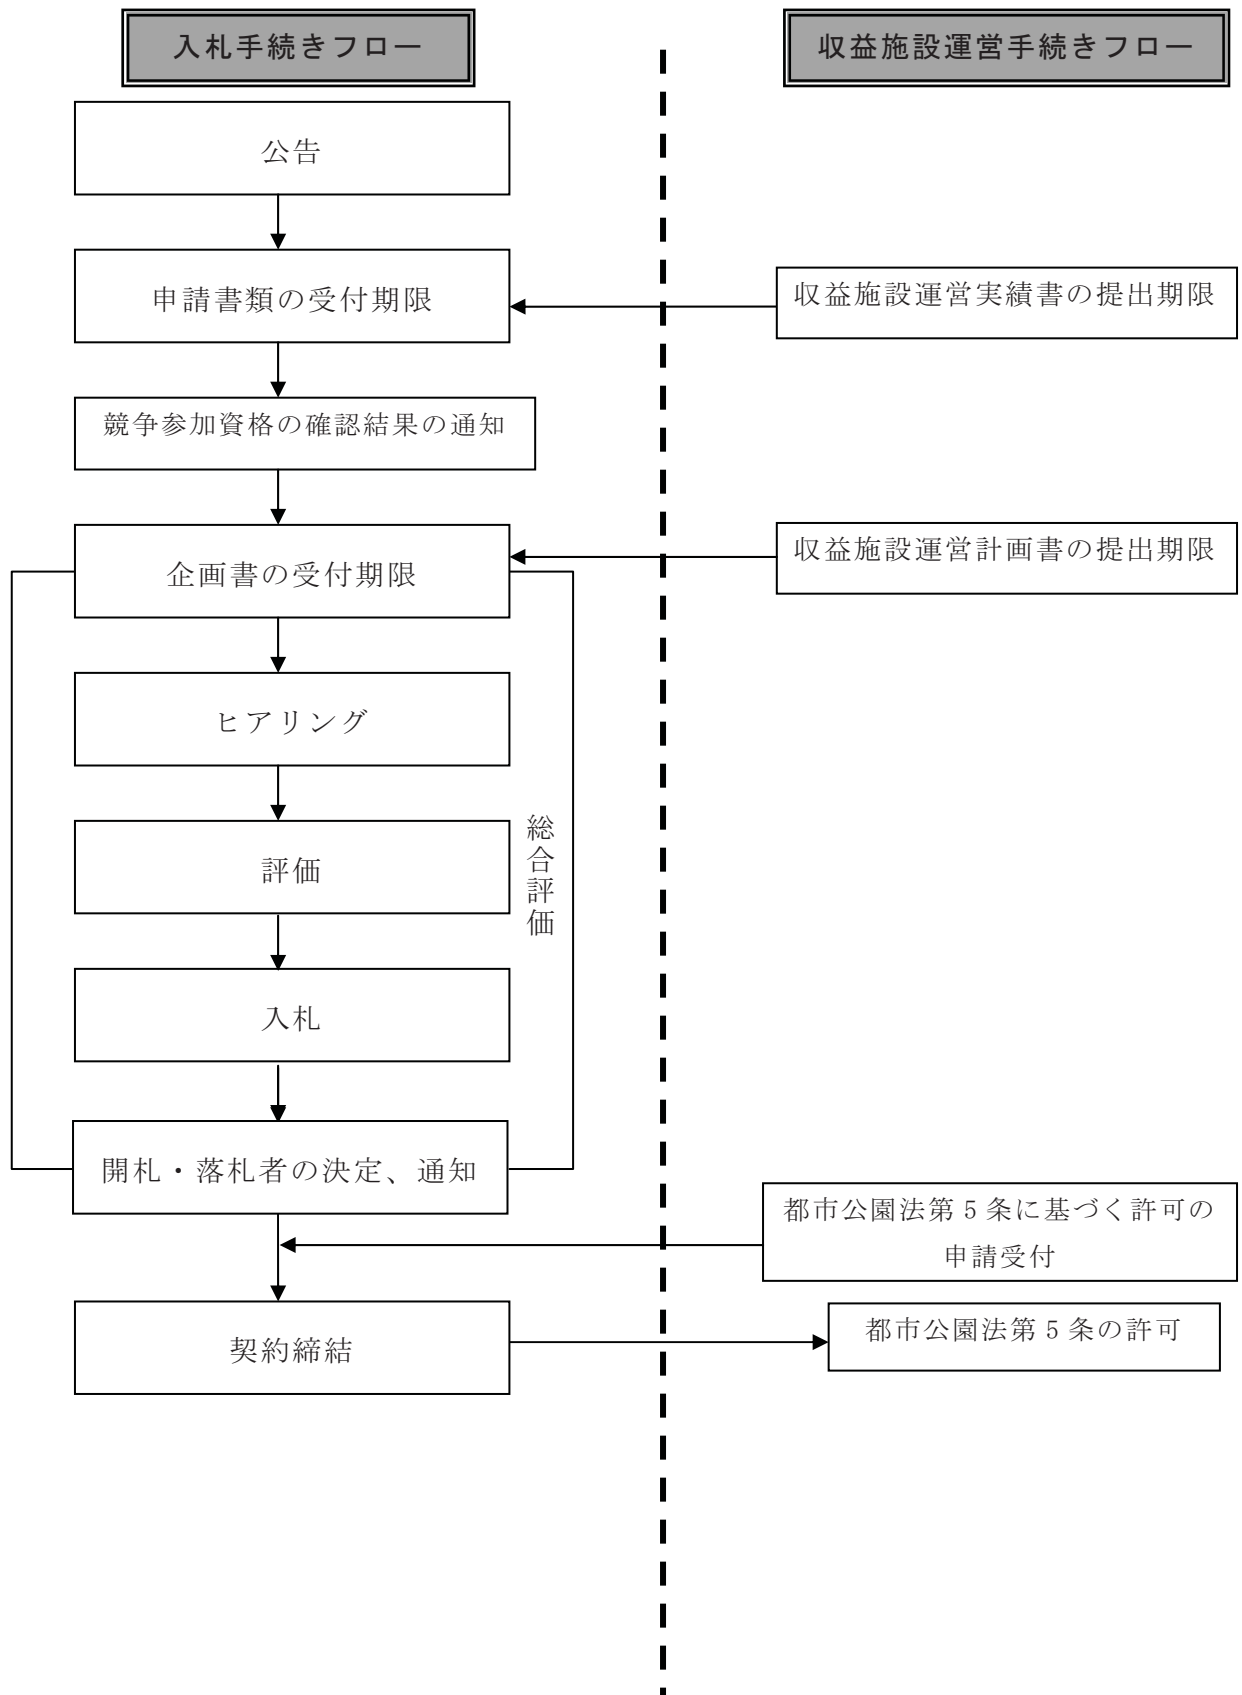 入札手続きフロー
収益施設運営手続きフロー
公告
申請書類の受付期限
収益施設運営実績書の提出期限
競争参加資格の確認結果の通知
企画書の受付期限
収益施設運営計画書の提出期限
ヒアリング
評価
総合評価
入札
開札・落札者の決定、通知
都市公園法第5条に基づく許可の
申請受付
契約締結
都市公園法第5条の許可